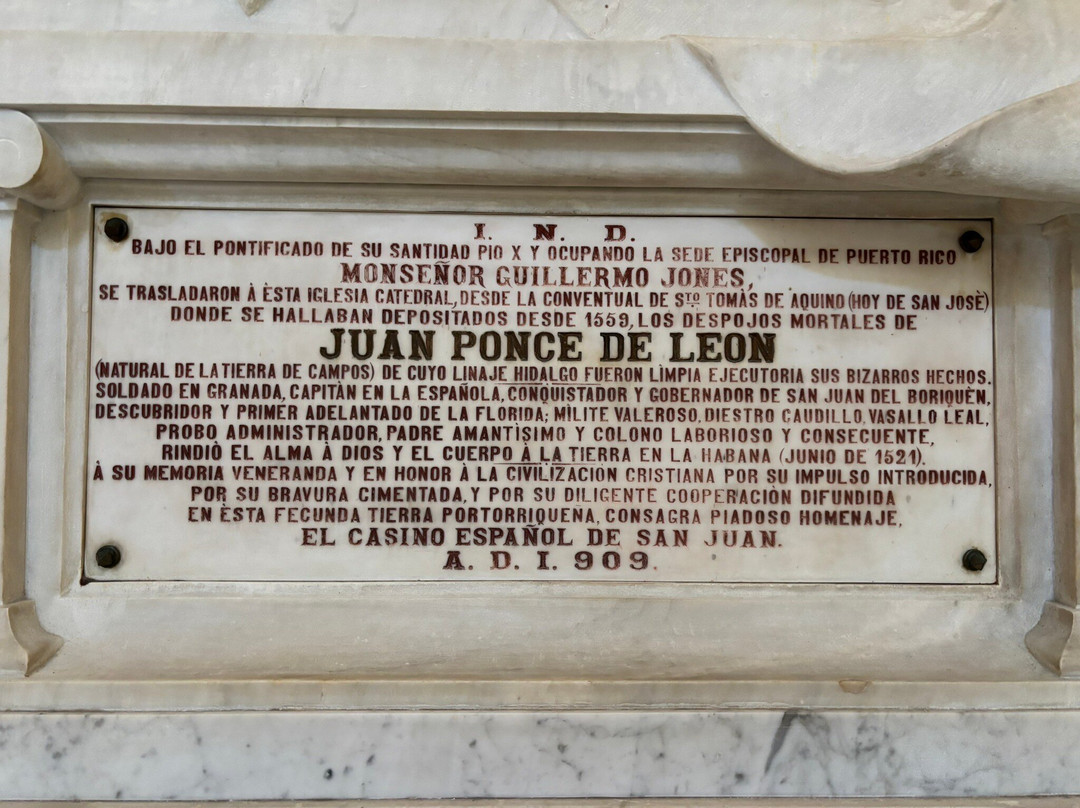 I. N. D.
BAJO EL PONTIFICADO DE SU SANTIDAD PIO X Y OCUPANDO LA SEDE EPISCOPAL DE PUERTO RICO
MONSEÑOR GUILLERMO JONES,
SE TRASLADARON À ÈSTA IGLESIA CATEDRAL, DESDE LA CONVENTUAL DE STO TOMÀS DE AQUINO (HOY DE SAN JOSÈ)
DONDE SE HALLABAN DEPOSITADOS DESDE 1559, LOS DESPOJOS MORTALES DE
JUAN PONCE DE LEON
(NATURAL DE LA TIERRA DE CAMPOS) DE CUYO LINAJE HIDALGO FUERON LÌMPIA EJECUTORIA SUS BIZARROS HECHOS.
SOLDADO EN GRANADA, CAPITÀN EN LA ESPAÑOLA, CONQUISTADOR Y GOBERNADOR DE SAN JUAN DEL BORIQUÈN,
DESCUBRIDOR Y PRIMER ADELANTADO DE LA FLORIDA; MÌLITE VALEROSO, DIESTRO CAUDILLO, VASALLO LEAL,
PROBO ADMINISTRADOR, PADRE AMANTÌSIMO Y COLONO LABORIOSO Y CONSECUENTE,
RINDIÒ EL ALMA À DIOS Y EL CUERPO À LA TIERRA EN LA HABANA (JUNIO DE 1521).
À SU MEMORIA VENERANDA Y EN HONOR À LA CIVILIZACIÒN CRISTIANA POR SU IMPULSO INTRODUCIDA,
POR SU BRAVURA CIMENTADA, Y POR SU DILIGENTE COOPERACIÒN DIFUNDIDA
EN ÈSTA FECUNDA TIERRA PORTORRIQUEÑA, CONSAGRA PIADOSO HOMENAJE,
EL CASINO ESPAÑOL DE SAN JUAN.
A. D. I. 909.